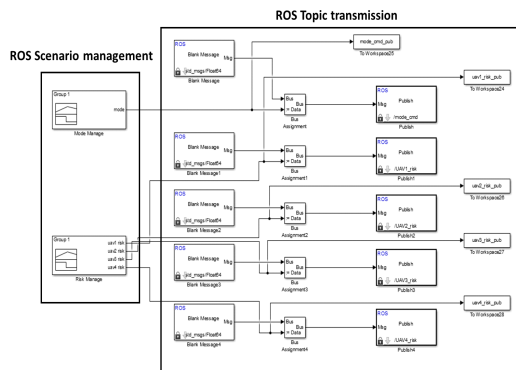 ROS Topic transmission
ROS Scenario management
Group 1
mode
Mode Manage
Group 1
uav1 risk
uav2 risk
uav3 risk
uav4 risk
Risk Manage
ROS
Blank Message
Msg
std_msgs/Float64
Blank Message
mode_cmd_pub
To Workspace25
Bus
Bus
:= Data
Bus
Assignment
ROS
Publish
Msg
/mode_cmd
Publish
uav1_risk_pub
To Workspace24
ROS
Blank Message
Msg
std_msgs/Float64
Blank Message1
Bus
Bus
:= Data
Bus
Assignment1
ROS
Publish
Msg
/UAV1_risk
Publish1
uav2_risk_pub
To Workspace26
ROS
Blank Message
Msg
std_msgs/Float64
Blank Message2
Bus
Bus
:= Data
Bus
Assignment2
ROS
Publish
Msg
/UAV2_risk
Publish2
uav3_risk_pub
To Workspace27
ROS
Blank Message
Msg
std_msgs/Float64
Blank Message3
Bus
Bus
:= Data
Bus
Assignment3
ROS
Publish
Msg
/UAV3_risk
Publish3
uav4_risk_pub
To Workspace28
ROS
Blank Message
Msg
std_msgs/Float64
Blank Message4
Bus
Bus
:= Data
Bus
Assignment4
ROS
Publish
Msg
/UAV4_risk
Publish4